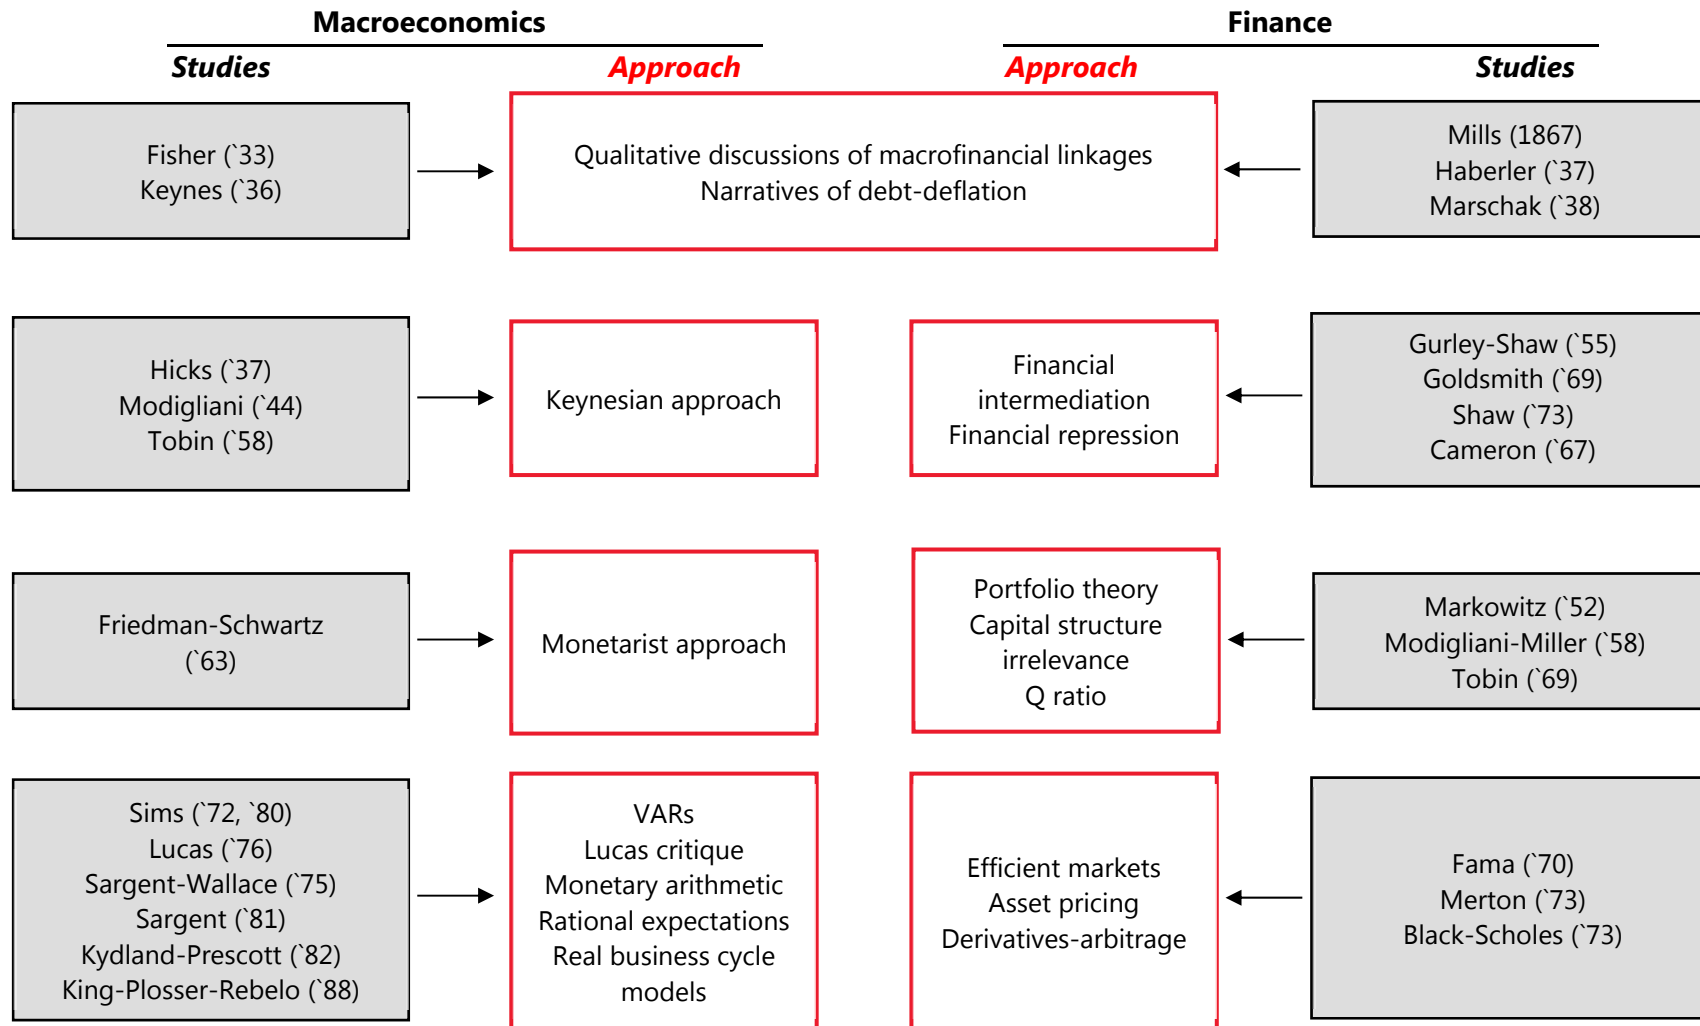 Macroeconomics
Finance
Studies
Approach
Approach
Studies
Fisher (`33)
Keynes (`36)
Qualitative discussions of macrofinancial linkages
Narratives of debt-deflation
Mills (1867)
Haberler (`37)
Marschak (`38)
Hicks (`37)
Modigliani (`44)
Tobin (`58)
Keynesian approach
Financial
intermediation
Financial repression
Gurley-Shaw (`55)
Goldsmith (`69)
Shaw (`73)
Cameron (`67)
Friedman-Schwartz
(`63)
Monetarist approach
Portfolio theory
Capital structure
irrelevance
Q ratio
Markowitz (`52)
Modigliani-Miller (`58)
Tobin (`69)
Sims (`72, `80)
Lucas (`76)
Sargent-Wallace (`75)
Sargent (`81)
Kydland-Prescott (`82)
King-Plosser-Rebelo (`88)
VARs
Lucas critique
Monetary arithmetic
Rational expectations
Real business cycle
models
Efficient markets
Asset pricing
Derivatives-arbitrage
Fama (`70)
Merton (`73)
Black-Scholes (`73)